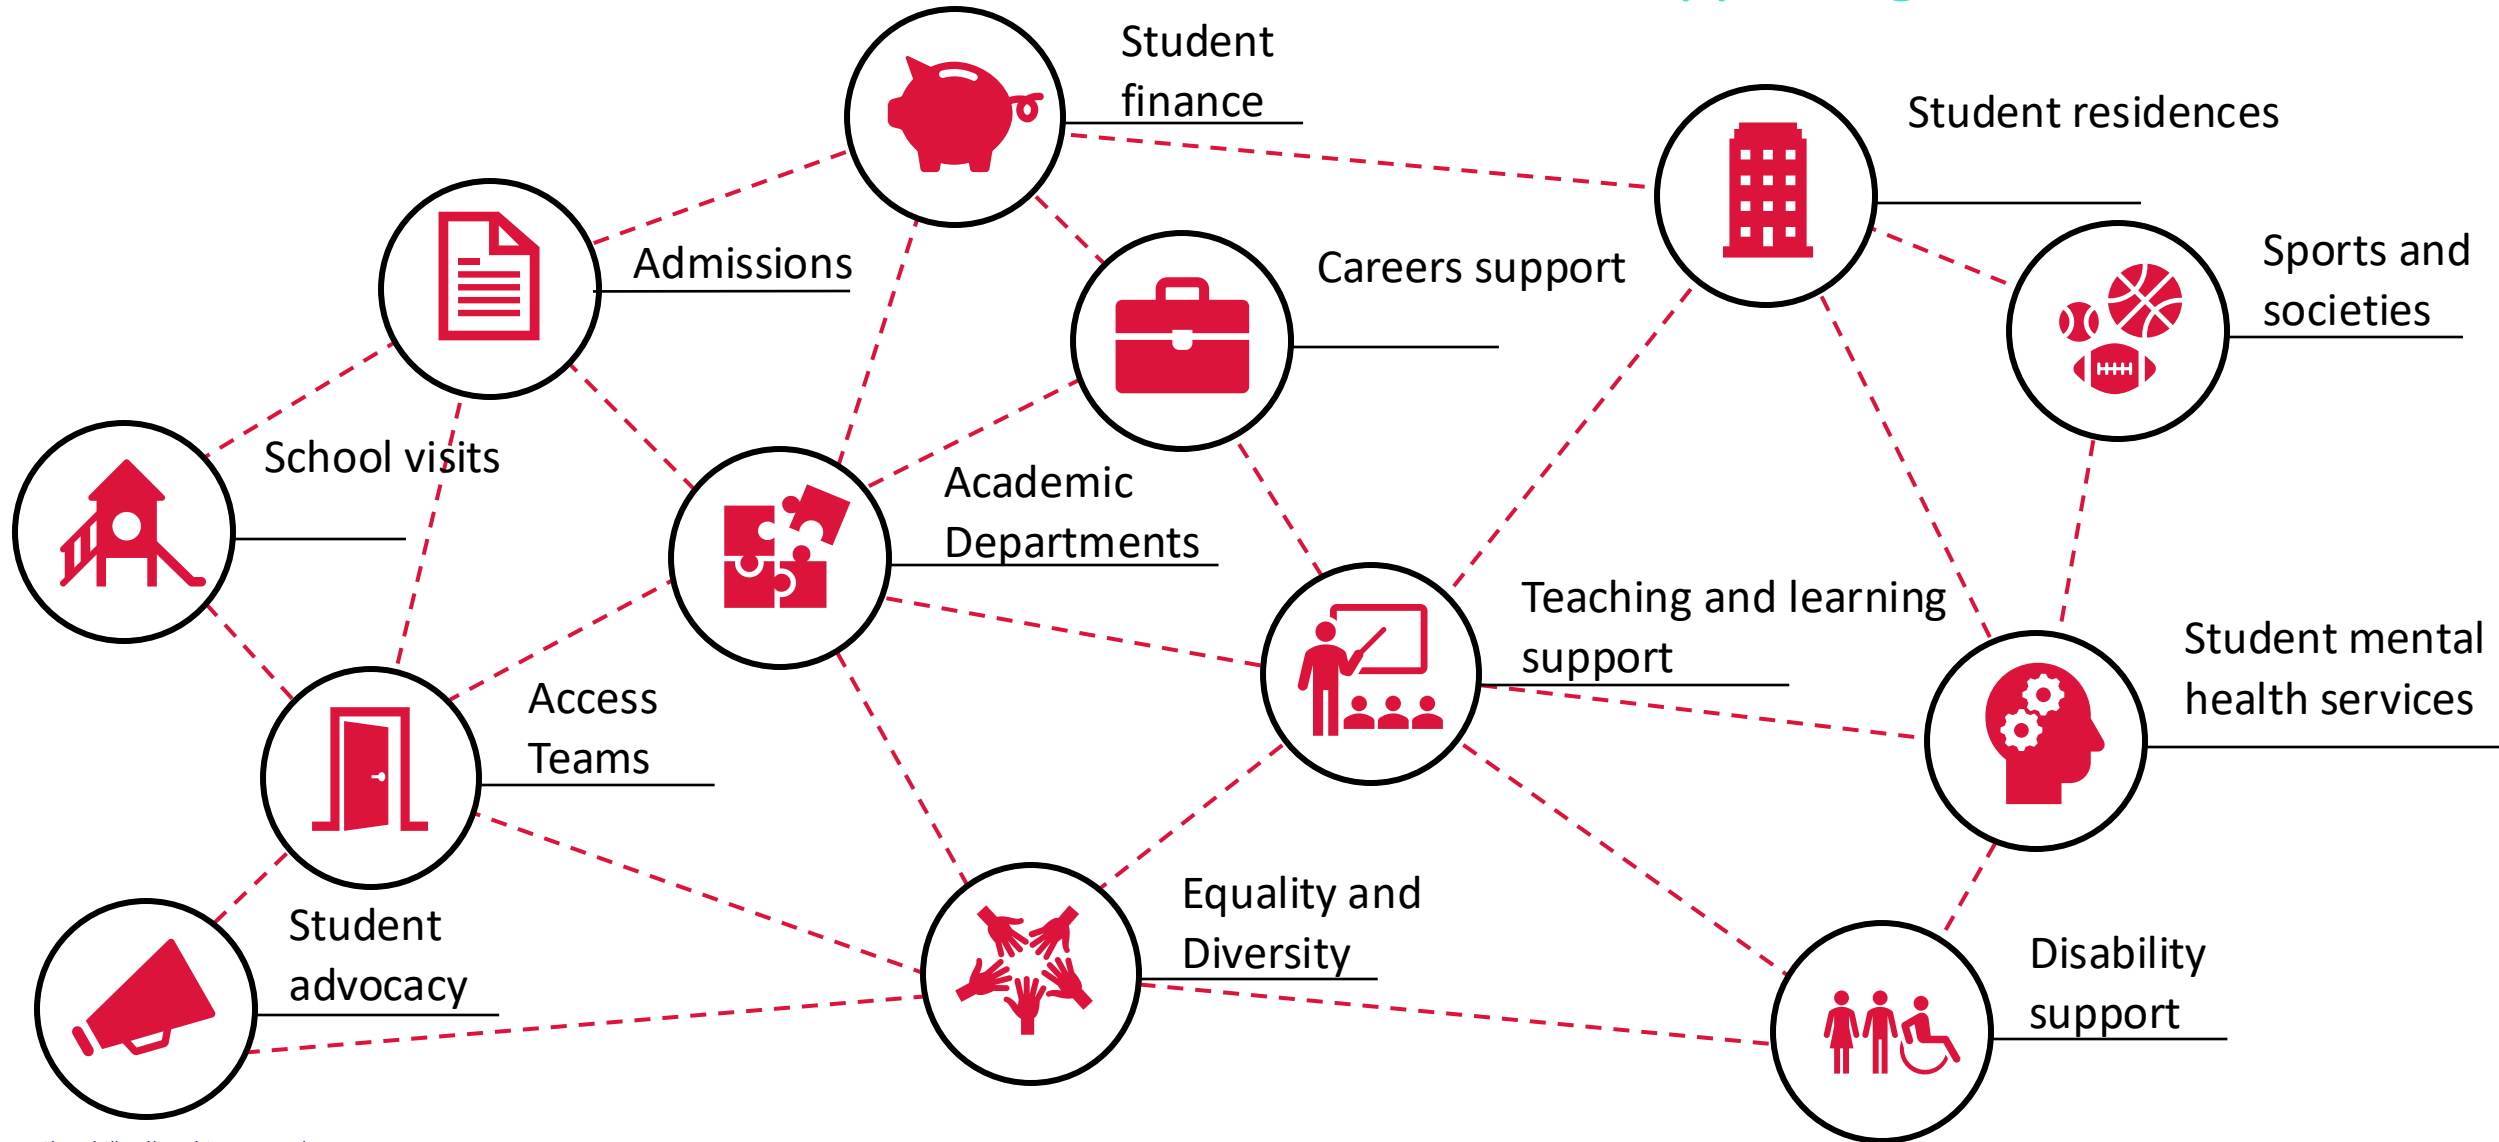 Student
finance
Student residences
Admissions
Careers support
Sports and
societies
School visits
Academic
Departments
Teaching and learning
support
Student mental
health services
Access
Teams
Equality and
Diversity
Student
advocacy
Disability
support